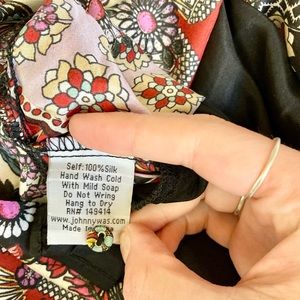 Self:100%Silk
Hand Wash Cold
With Mild Soap
Do Not Wring
Hang to Dry
RN# 149414
www.johnnywas.com
Made In